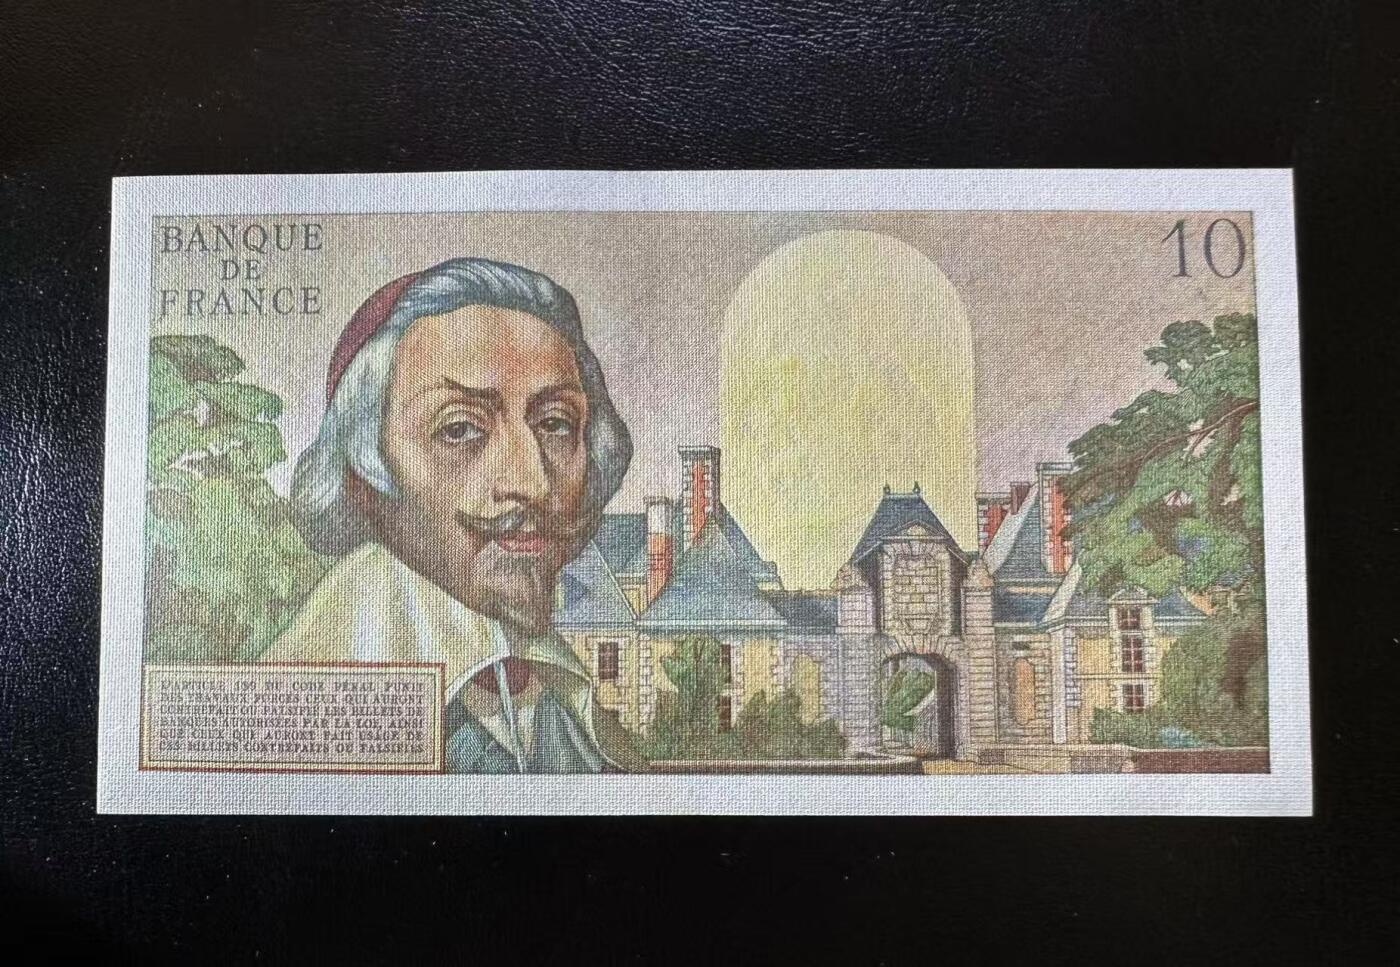 BANQUE
DE
FRANCE
10
L'ARTICLE 139 DU CODE PÉNAL PUNIT
DES TRAVAUX FORCÉS CEUX QUI AURONT
CONTREFAIT OU FALSIFIÉ LES BILLETS DE
BANQUES AUTORISÉES PAR LA LOI, AINSI
QUE CEUX QUI AURONT FAIT USAGE DE
CES BILLETS CONTREFAITS OU FALSIFIÉS